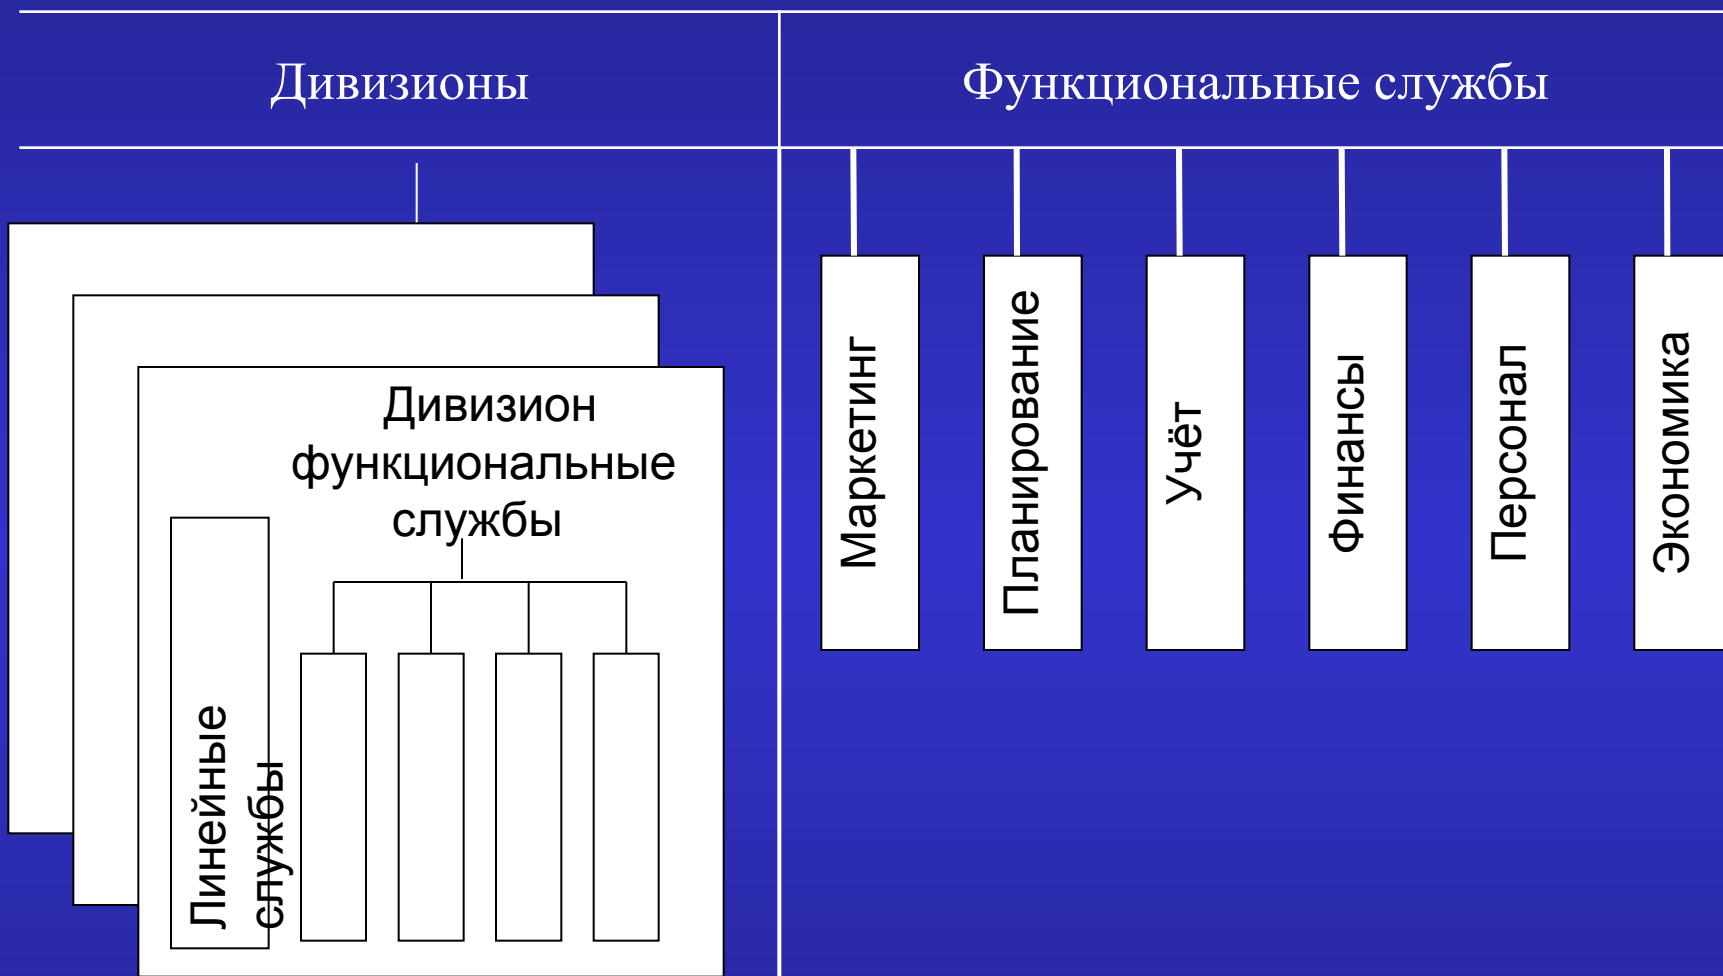 Дивизионы
Функциональные службы
Дивизион
функциональные
службы
Линейные
службы
Маркетинг
Планирование
Учёт
Финансы
Персонал
Экономика